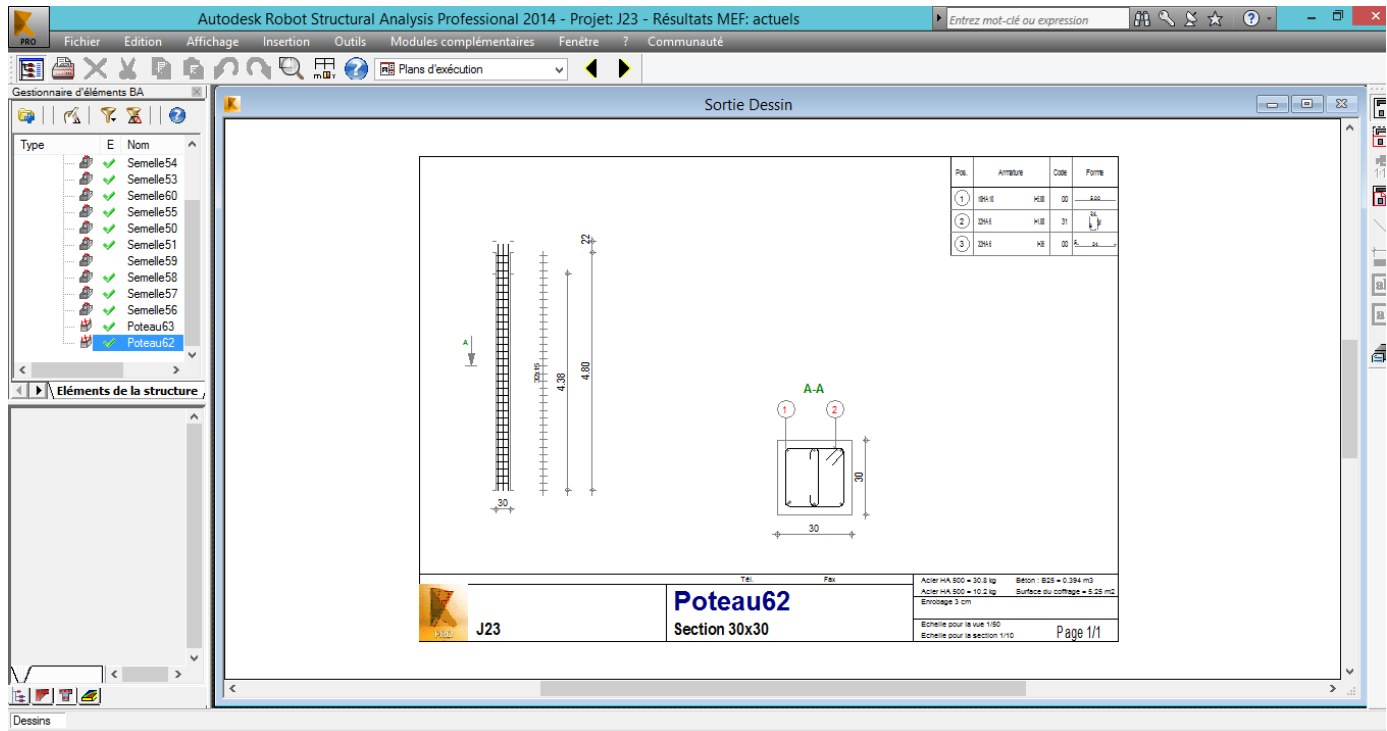 Autodesk Robot Structural Analysis Professional 2014 - Projet: J23 - Résultats MEF: actuels
Entrez mot-clé ou expression
PRO
Fichier Edition Affichage Insertion Outils Modules complémentaires Fenêtre ? Communauté
Plans d'exécution
Gestionnaire d'éléments BA
Sortie Dessin
Type E Nom
Semelle54
Semelle53
Semelle60
Semelle55
Semelle50
Semelle51
Semelle59
Semelle58
Semelle57
Semelle56
Poteau63
Poteau62
Eléments de la structure
Pos. Armature Code Forme
1 00
2 31
3 00
22
A
4.38
4.80
30
A-A
1 2
30
30
Tél. Fax
Poteau62
Section 30x30
PRO
J23
Acier HA 500 = 30.8 kg Béton : B25 = 0.394 m3
Acier HA 500 = 10.2 kg Surface du coffrage = 5.25 m2
Enrobage 3 cm
Echelle pour la vue 1/50
Echelle pour la section 1/10
Page 1/1
Dessins